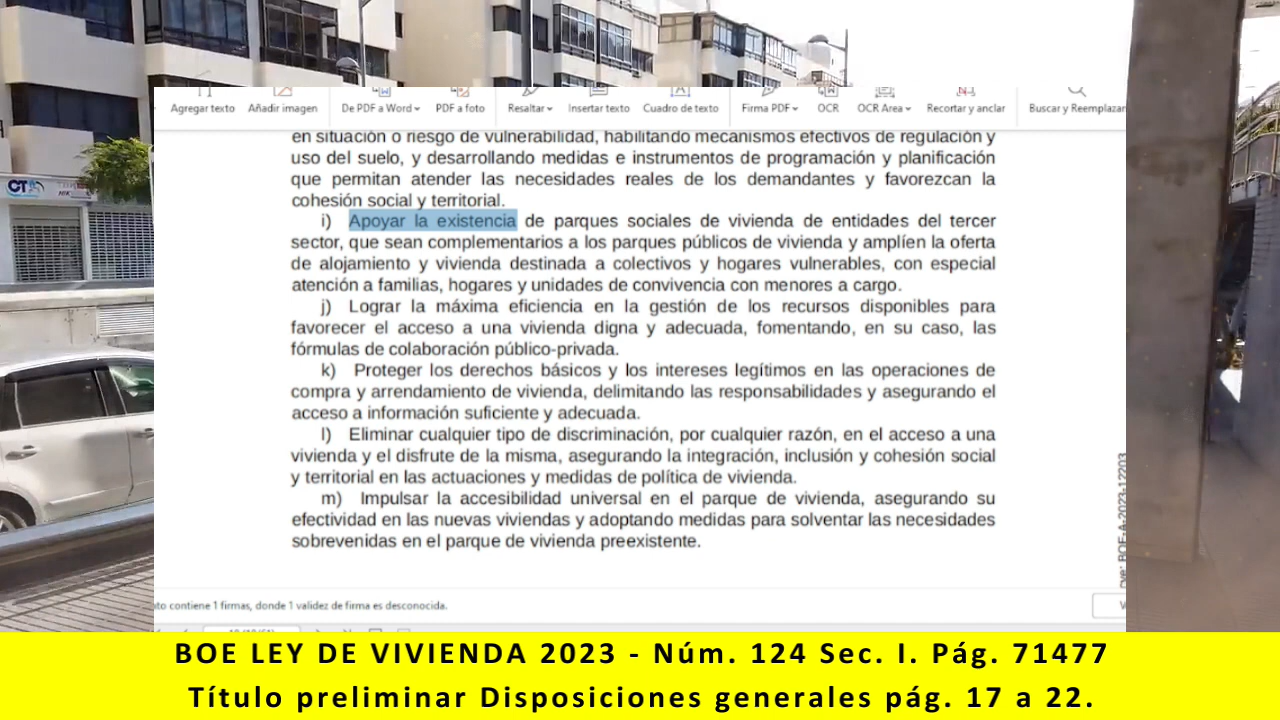 Agregar texto Añadir imagen De PDF a Word PDF a foto Resaltar Insertar texto Cuadro de texto Firma PDF OCR OCR Area Recortar y anclar Buscar y Reemplazar
en situación o riesgo de vulnerabilidad, habilitando mecanismos efectivos de regulación y
uso del suelo, y desarrollando medidas e instrumentos de programación y planificación
que permitan atender las necesidades reales de los demandantes y favorezcan la
cohesión social y territorial.
i) Apoyar la existencia de parques sociales de vivienda de entidades del tercer
sector, que sean complementarios a los parques públicos de vivienda y amplíen la oferta
de alojamiento y vivienda destinada a colectivos y hogares vulnerables, con especial
atención a familias, hogares y unidades de convivencia con menores a cargo.
j) Lograr la máxima eficiencia en la gestión de los recursos disponibles para
favorecer el acceso a una vivienda digna y adecuada, fomentando, en su caso, las
fórmulas de colaboración público-privada.
k) Proteger los derechos básicos y los intereses legítimos en las operaciones de
compra y arrendamiento de vivienda, delimitando las responsabilidades y asegurando el
acceso a información suficiente y adecuada.
l) Eliminar cualquier tipo de discriminación, por cualquier razón, en el acceso a una
vivienda y el disfrute de la misma, asegurando la integración, inclusión y cohesión social
y territorial en las actuaciones y medidas de política de vivienda.
m) Impulsar la accesibilidad universal en el parque de vivienda, asegurando su
efectividad en las nuevas viviendas y adoptando medidas para solventar las necesidades
sobrevenidas en el parque de vivienda preexistente.
cve: BOE-A-2023-12203
to contiene 1 firmas, donde 1 validez de firma es desconocida.
CT
BOE LEY DE VIVIENDA 2023 - Núm. 124 Sec. I. Pág. 71477
Título preliminar Disposiciones generales pág. 17 a 22.